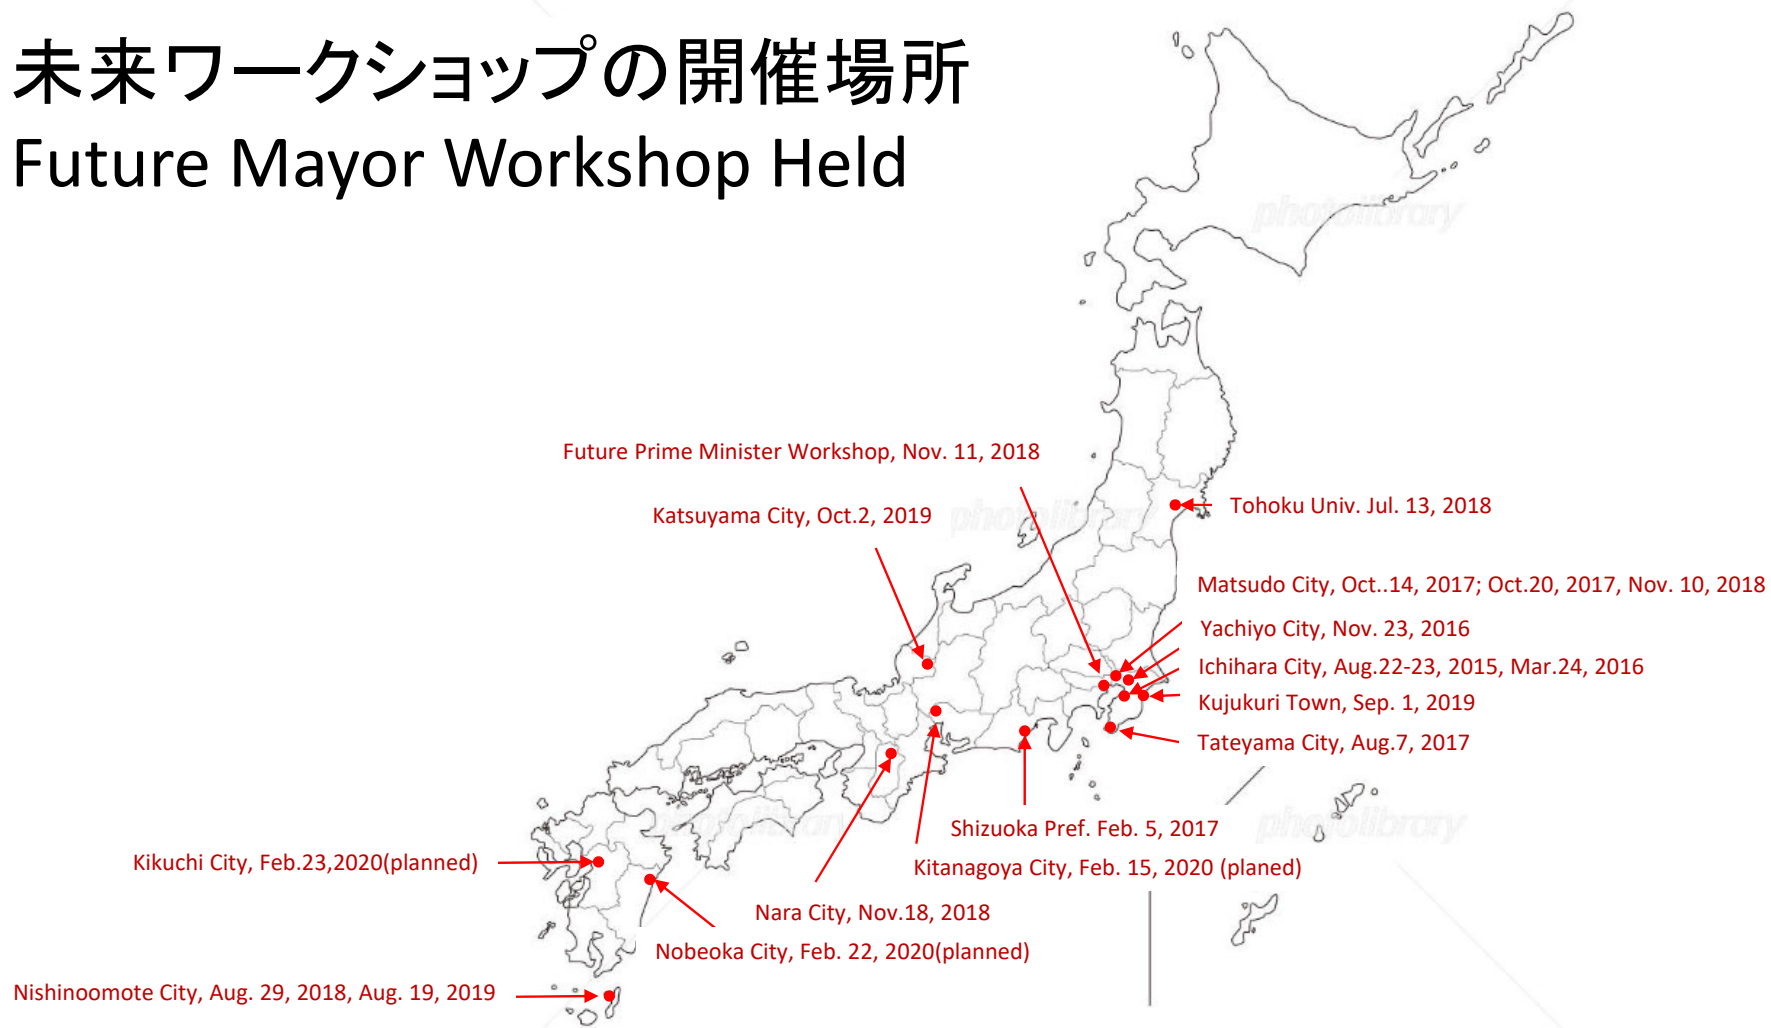 未来ワークショップの開催場所
Future Mayor Workshop Held
photolibrary
Future Prime Minister Workshop, Nov. 11, 2018
Katsuyama City, Oct.2, 2019
photolibrary
Tohoku Univ. Jul. 13, 2018
Matsudo City, Oct..14, 2017; Oct.20, 2017, Nov. 10, 2018
Yachiyo City, Nov. 23, 2016
Ichihara City, Aug.22-23, 2015, Mar.24, 2016
Kujukuri Town, Sep. 1, 2019
Tateyama City, Aug.7, 2017
Shizuoka Pref. Feb. 5, 2017
photolibrary
photolibrary
Kikuchi City, Feb.23,2020(planned)
Kitanagoya City, Feb. 15, 2020 (planed)
Nara City, Nov.18, 2018
Nobeoka City, Feb. 22, 2020(planned)
Nishinoomote City, Aug. 29, 2018, Aug. 19, 2019